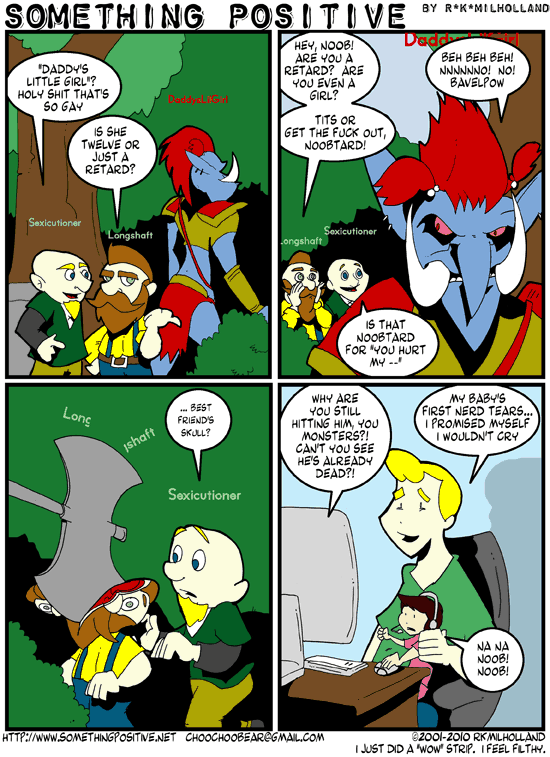 SOMETHING POSITIVE BY R*K*MILHOLLAND
"DADDY'S
LITTLE GIRL"?
HOLY SHIT THAT'S
SO GAY
IS SHE
TWELVE OR
JUST A
RETARD?
DaddysLilGirl
Sexicutioner
Longshaft
HEY, NOOB!
ARE YOU A
RETARD? ARE
YOU EVEN A
GIRL?
TITS OR
GET THE FUCK OUT,
NOOBTARD!
DaddysLilGirl
BEH BEH BEH!
NNNNNNO! NO!
BAVELPOW
Sexicutioner
Longshaft
IS THAT
NOOBTARD
FOR "YOU HURT
MY --"
Long
shaft
... BEST
FRIEND'S
SKULL?
Sexicutioner
WHY ARE
YOU STILL
HITTING HIM, YOU
MONSTERS?!
CAN'T YOU SEE
HE'S ALREADY
DEAD?!
MY BABY'S
FIRST NERD TEARS...
I PROMISED MYSELF
I WOULDN'T CRY
NA NA
NOOB!
NOOB!
HTTP://WWW.SOMETHINGPOSITIVE.NET CHOOCHOOBEAR@GMAIL.COM
©2001-2010 RKMILHOLLAND
I JUST DID A "WOW" STRIP. I FEEL FILTHY.